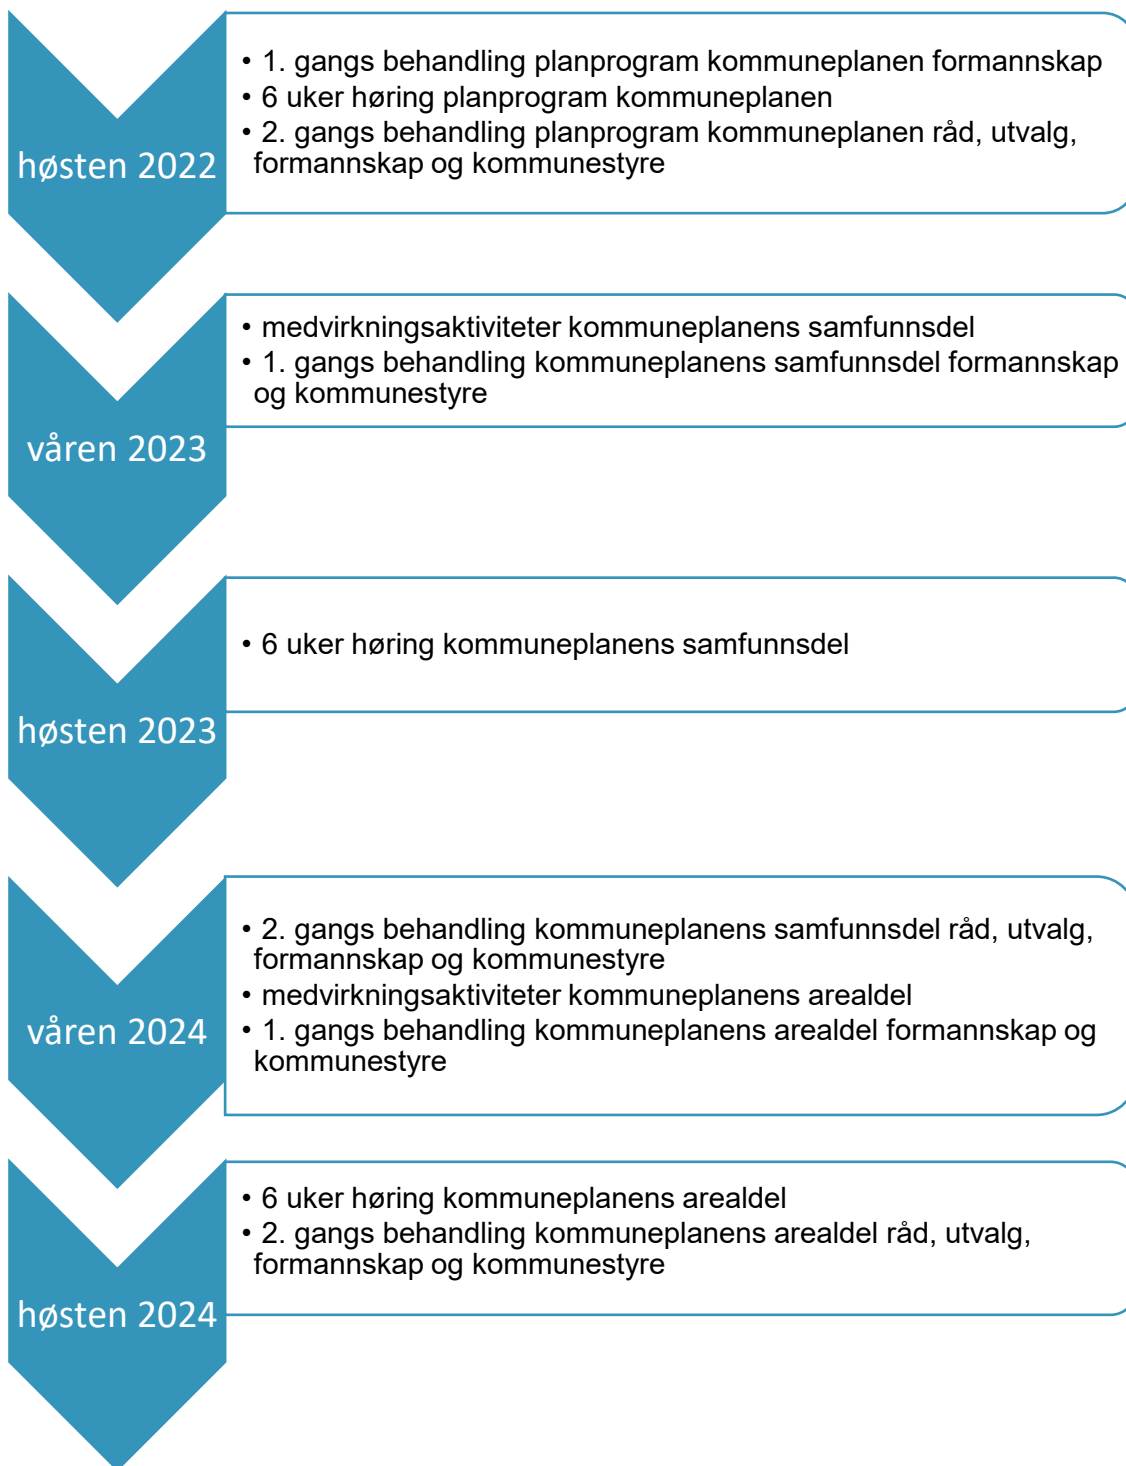 høsten 2022
• 1. gangs behandling planprogram kommuneplanen formannskap
• 6 uker høring planprogram kommuneplanen
• 2. gangs behandling planprogram kommuneplanen råd, utvalg,
formannskap og kommunestyre
våren 2023
• medvirkningsaktiviteter kommuneplanens samfunnsdel
• 1. gangs behandling kommuneplanens samfunnsdel formannskap
og kommunestyre
høsten 2023
• 6 uker høring kommuneplanens samfunnsdel
våren 2024
• 2. gangs behandling kommuneplanens samfunnsdel råd, utvalg,
formannskap og kommunestyre
• medvirkningsaktiviteter kommuneplanens arealdel
• 1. gangs behandling kommuneplanens arealdel formannskap og
kommunestyre
høsten 2024
• 6 uker høring kommuneplanens arealdel
• 2. gangs behandling kommuneplanens arealdel råd, utvalg,
formannskap og kommunestyre